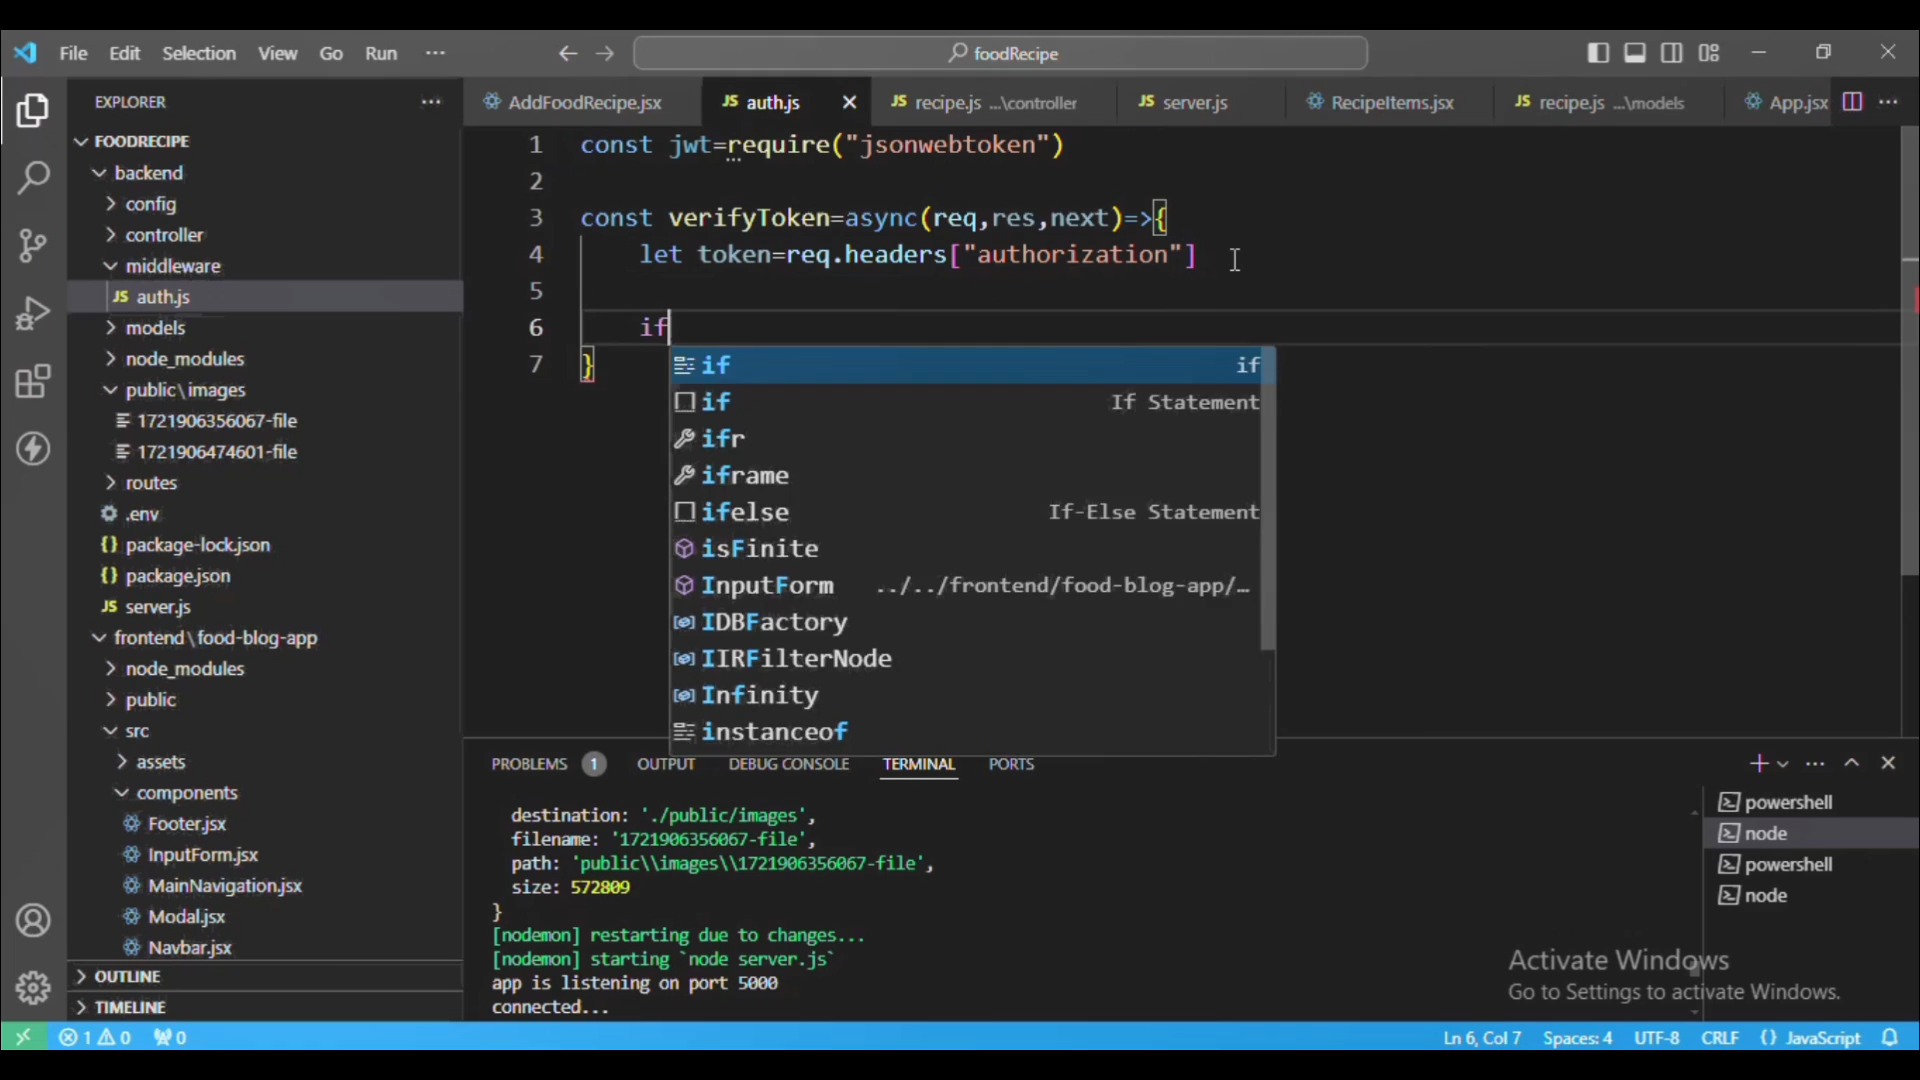 File Edit Selection View Go Run ... foodRecipe
EXPLORER
AddFoodRecipe.jsx JS auth.js JS recipe.js ...\controller JS server.js RecipeItems.jsx JS recipe.js ...\models App.jsx
FOODRECIPE
backend
config
controller
middleware
JS auth.js
models
node_modules
public\images
1721906356067-file
1721906474601-file
routes
.env
{} package-lock.json
{} package.json
JS server.js
frontend\food-blog-app
node_modules
public
src
assets
components
Footer.jsx
InputForm.jsx
MainNavigation.jsx
Modal.jsx
Navbar.jsx
OUTLINE
TIMELINE
1 const jwt=require("jsonwebtoken")
2
3 const verifyToken=async(req,res,next)=>{
4 let token=req.headers["authorization"]
5
6 if
7 }
if if
if If Statement
ifr
iframe
ifelse If-Else Statement
isFinite
InputForm ../../frontend/food-blog-app/...
IDBFactory
IIRFilterNode
Infinity
instanceof
PROBLEMS 1 OUTPUT DEBUG CONSOLE TERMINAL PORTS
destination: './public/images',
filename: '1721906356067-file',
path: 'public\\images\\1721906356067-file',
size: 572809
}
[nodemon] restarting due to changes...
[nodemon] starting `node server.js`
app is listening on port 5000
connected...
powershell
node
powershell
node
Activate Windows
Go to Settings to activate Windows.
1 0 0 Ln 6, Col 7 Spaces: 4 UTF-8 CRLF {} JavaScript